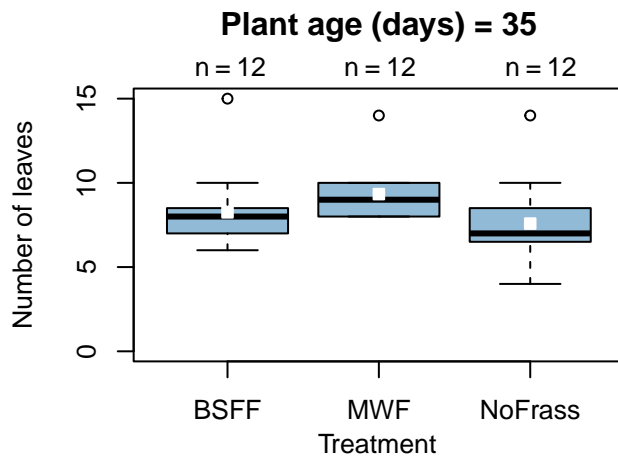 Plant age (days) = 35
n = 12 n = 12 n = 12
Number of leaves
15
10
5
0
BSFF MWF NoFrass
Treatment